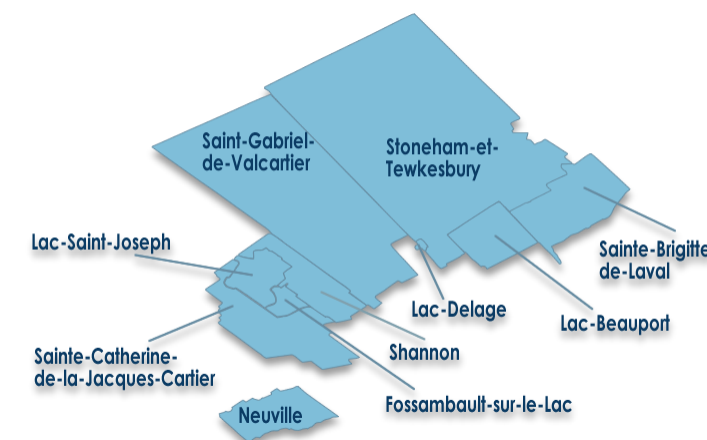 Saint-Gabriel-
de-Valcartier
Stoneham-et-
Tewkesbury
Lac-Saint-Joseph
Sainte-Brigitte
de-Laval
Lac-Delage
Lac-Beauport
Shannon
Sainte-Catherine-
de-la-Jacques-Cartier
Fossambault-sur-le-Lac
Neuville